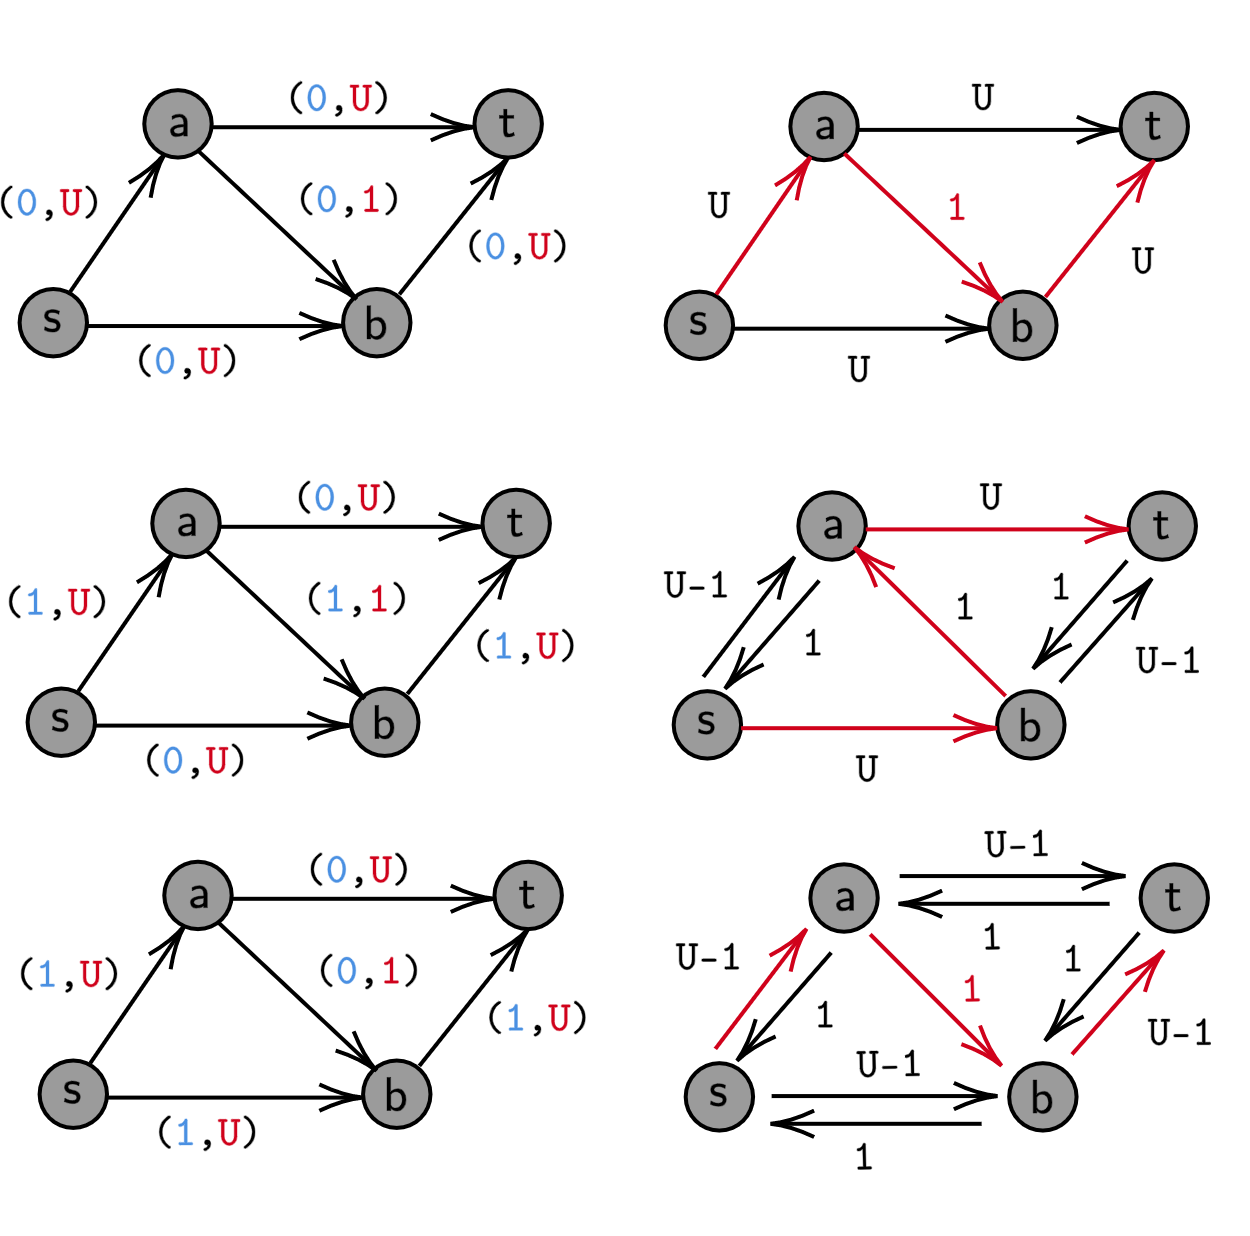 (0,U)
a
t
(0,U)
(0,1)
(0,U)
s
b
(0,U)
U
a
t
U
1
U
s
b
U
(0,U)
a
t
(1,U)
(1,1)
(1,U)
s
b
(0,U)
U
a
t
U-1
1
1
1
U-1
s
b
U
(0,U)
a
t
(1,U)
(0,1)
(1,U)
s
b
(1,U)
U-1
a
t
1
U-1
1
1
1
U-1
U-1
s
b
1